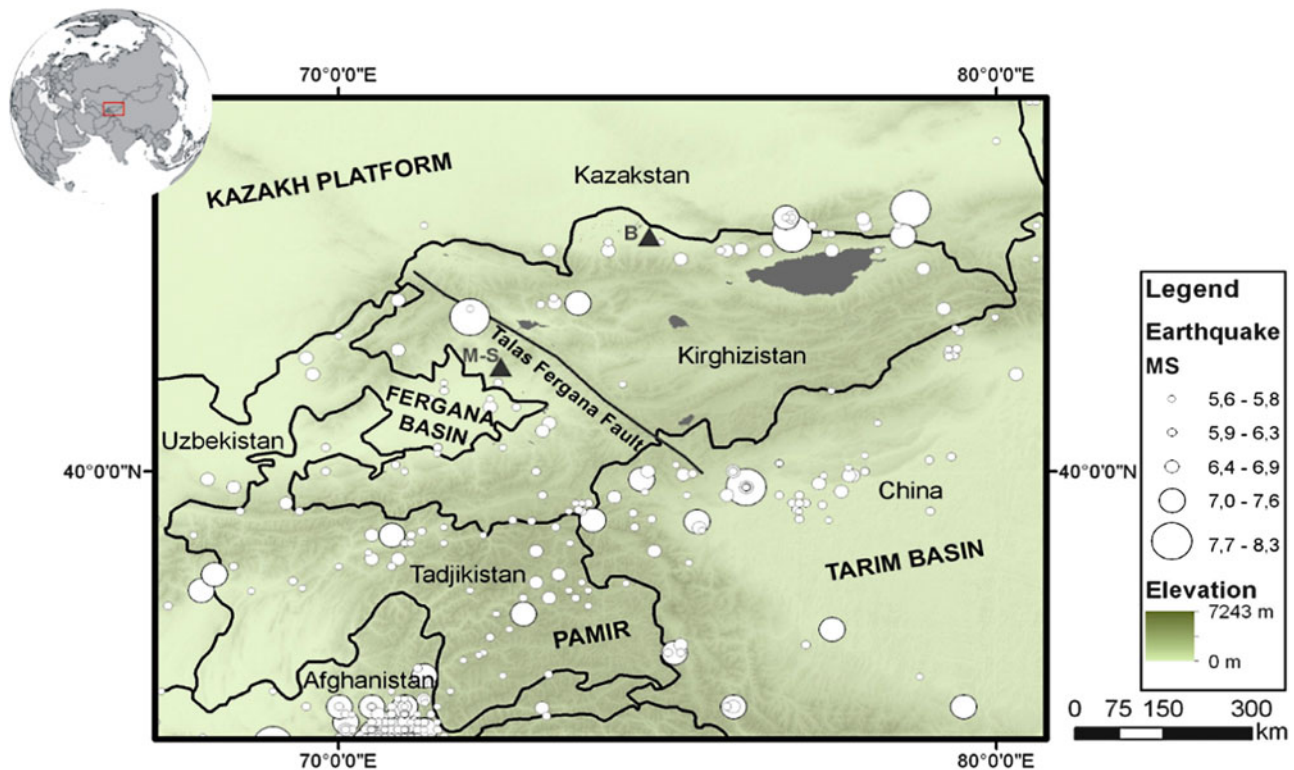 70°0'0"E
80°0'0"E
KAZAKH PLATFORM
Kazakstan
B
Talas Fergana Fault
Kirghizistan
M-S
FERGANA
BASIN
Uzbekistan
40°0'0"N
40°0'0"N
China
Tadjikistan
TARIM BASIN
PAMIR
Afghanistan
70°0'0"E
80°0'0"E
Legend
Earthquake
MS
5,6 - 5,8
5,9 - 6,3
6,4 - 6,9
7,0 - 7,6
7,7 - 8,3
Elevation
7243 m
0 m
0 75 150 300
km